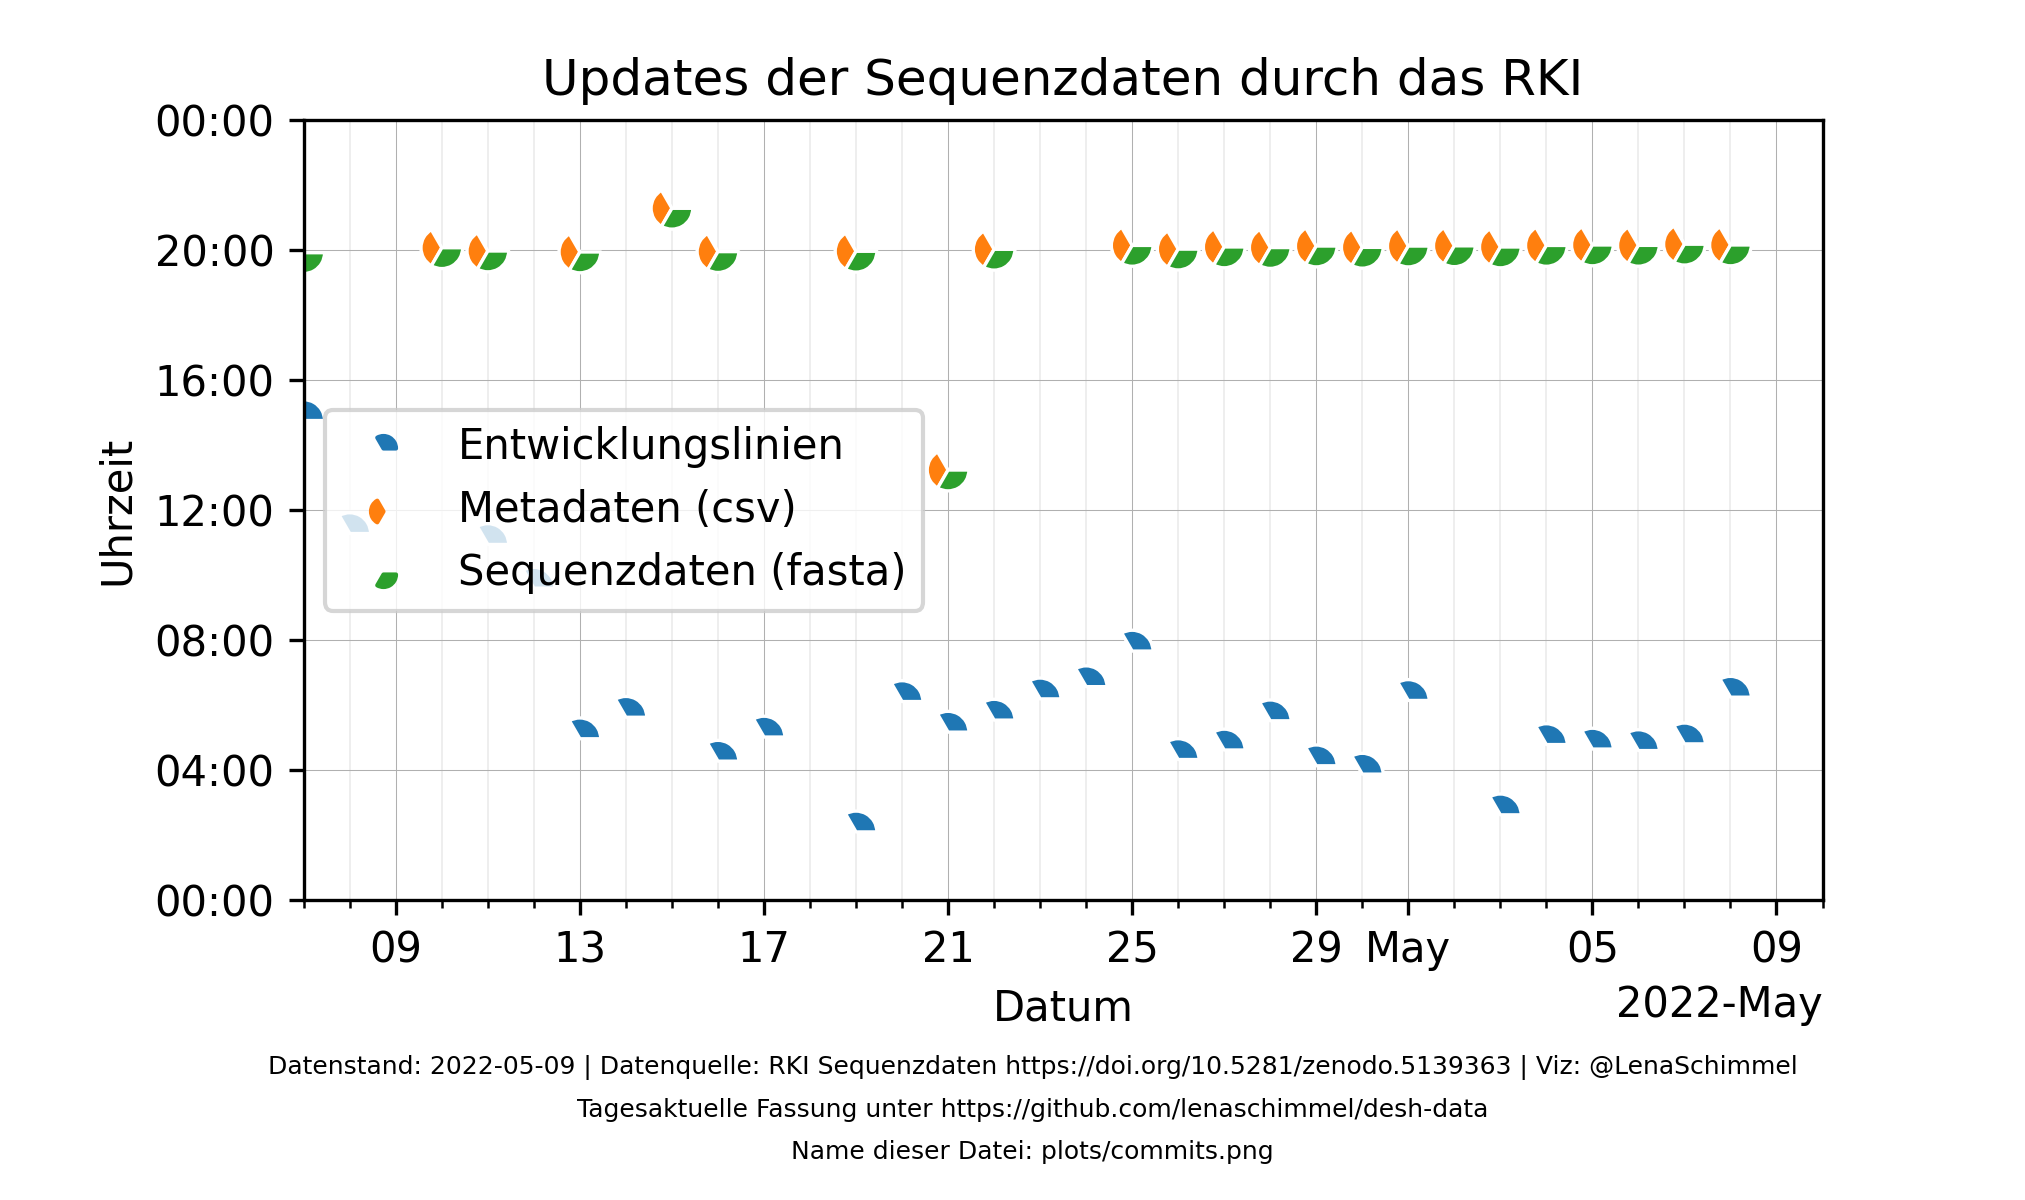 Updates der Sequenzdaten durch das RKI
00:00
20:00
16:00
12:00
08:00
04:00
00:00
Uhrzeit
Entwicklungslinien
Metadaten (csv)
Sequenzdaten (fasta)
09 13 17 21 25 29 May 05 09
Datum
2022-May
Datenstand: 2022-05-09 | Datenquelle: RKI Sequenzdaten https://doi.org/10.5281/zenodo.5139363 | Viz: @LenaSchimmel
Tagesaktuelle Fassung unter https://github.com/lenaschimmel/desh-data
Name dieser Datei: plots/commits.png